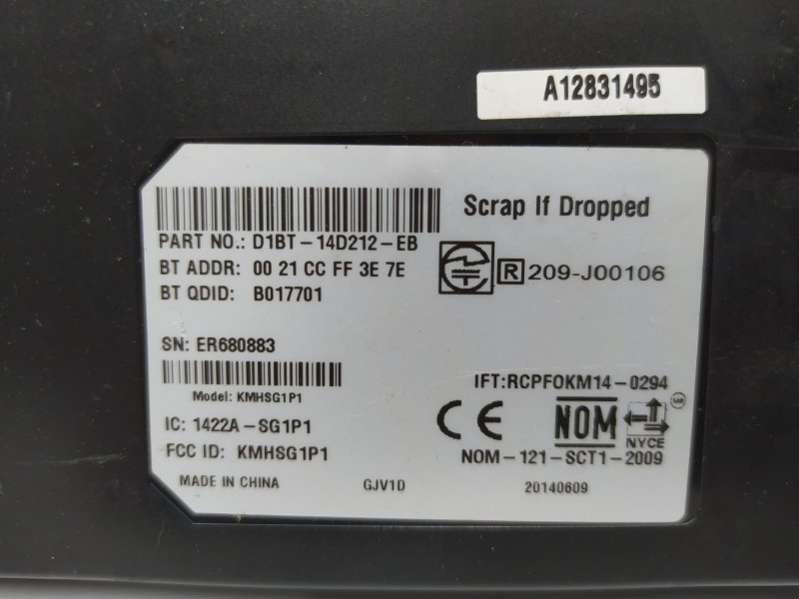 A12831495
Scrap If Dropped
PART NO.: D1BT-14D212-EB
BT ADDR: 00 21 CC FF 3E 7E
BT QDID: B017701
R 209-J00106
SN: ER680883
Model: KMHSG1P1
IFT:RCPFOKM14-0294
IC: 1422A-SG1P1
CE NOM NYCE
FCC ID: KMHSG1P1
NOM-121-SCT1-2009
MADE IN CHINA GJV1D 20140609